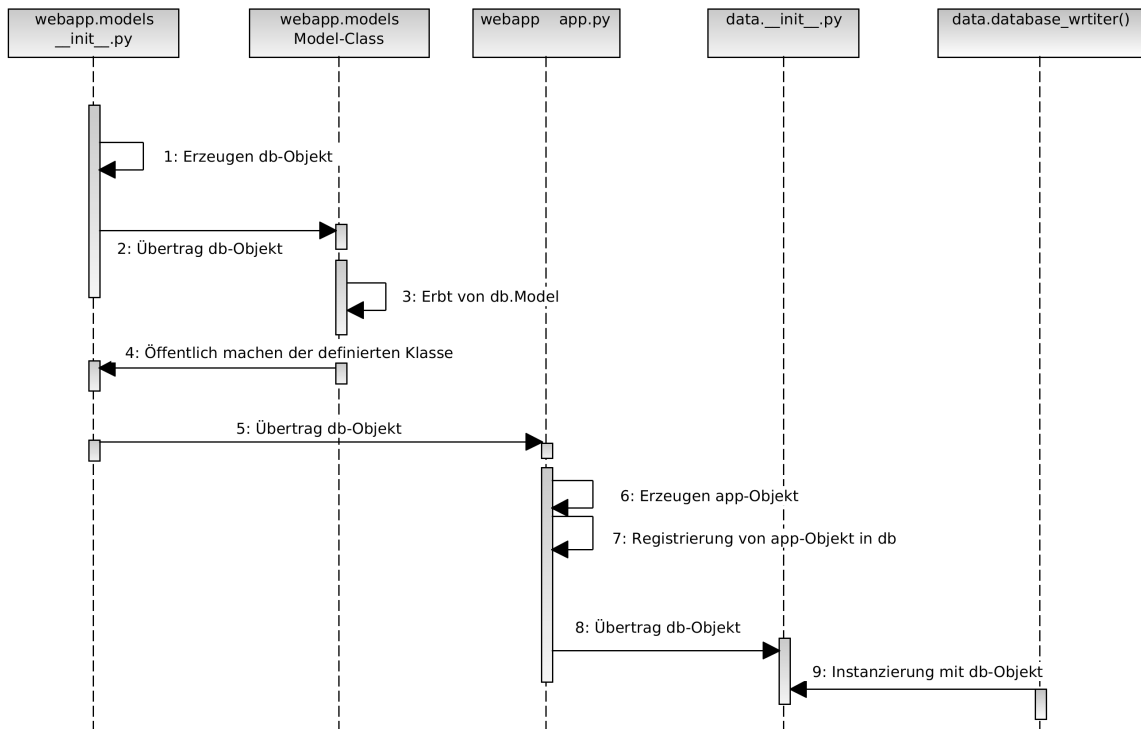 webapp.models
__init__.py
webapp.models
Model-Class
webapp app.py
data.__init__.py
data.database_wrtiter()
1: Erzeugen db-Objekt
2: Übertrag db-Objekt
3: Erbt von db.Model
4: Öffentlich machen der definierten Klasse
5: Übertrag db-Objekt
6: Erzeugen app-Objekt
7: Registrierung von app-Objekt in db
8: Übertrag db-Objekt
9: Instanzierung mit db-Objekt